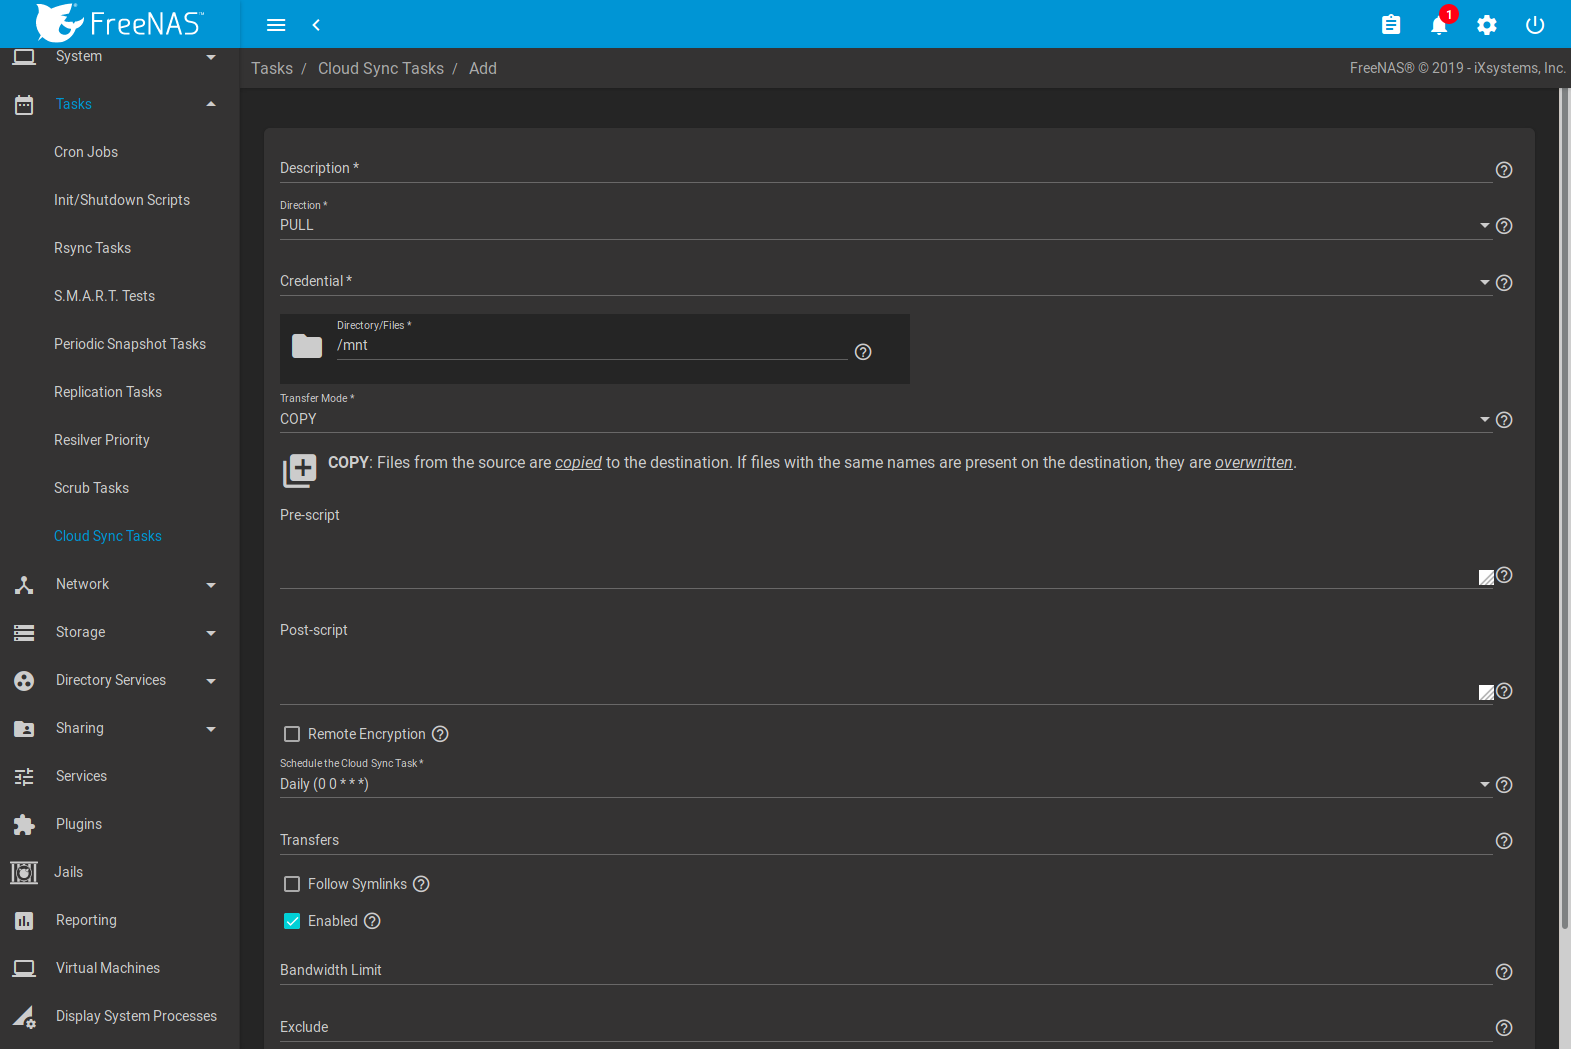 FreeNAS™
1
Tasks / Cloud Sync Tasks / Add
FreeNAS® © 2019 - iXsystems, Inc.
System
Tasks
Cron Jobs
Init/Shutdown Scripts
Rsync Tasks
S.M.A.R.T. Tests
Periodic Snapshot Tasks
Replication Tasks
Resilver Priority
Scrub Tasks
Cloud Sync Tasks
Network
Storage
Directory Services
Sharing
Services
Plugins
Jails
Reporting
Virtual Machines
Display System Processes
Description *
Direction *
PULL
Credential *
Directory/Files *
/mnt
Transfer Mode *
COPY
COPY: Files from the source are copied to the destination. If files with the same names are present on the destination, they are overwritten.
Pre-script
Post-script
Remote Encryption
Schedule the Cloud Sync Task *
Daily (0 0 * * *)
Transfers
Follow Symlinks
Enabled
Bandwidth Limit
Exclude